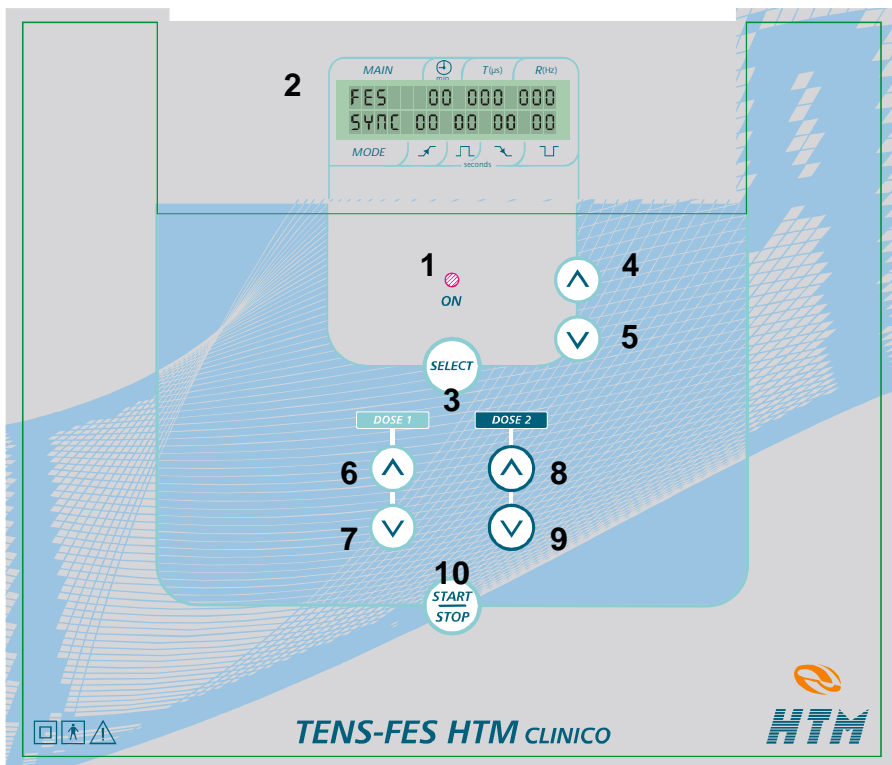 MAIN min T(µs) R(Hz)
2
FES 00 000 000
SYNC 00 00 00 00
MODE seconds
1
4
ON
5
SELECT
3
DOSE 1 DOSE 2
6
8
7
9
10
START
STOP
TENS-FES HTM CLINICO
HTM